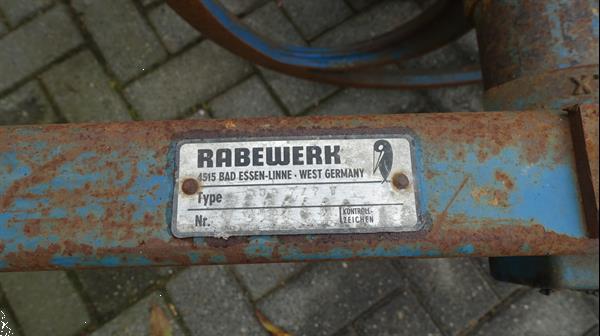 RABEWERK
4515 BAD ESSEN-LINNE · WEST GERMANY
Type
Nr.
KONTROLL-
ZEICHEN